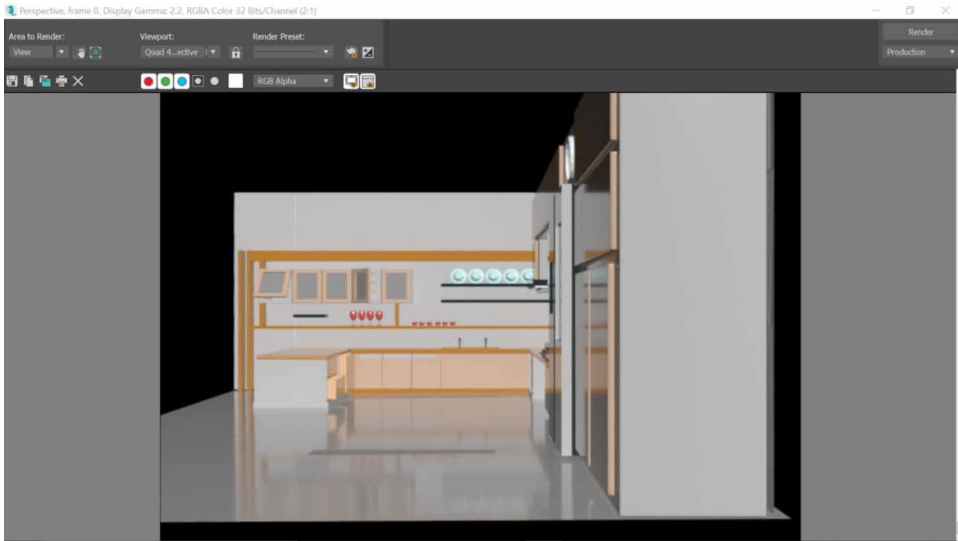 Perspective, frame 0, Display Gamma: 2.2, RGBA Color 32 Bits/Channel (2:1)
Area to Render:
Viewport:
Render Preset:
Render
View
Quad 4...ective
Production
RGB Alpha